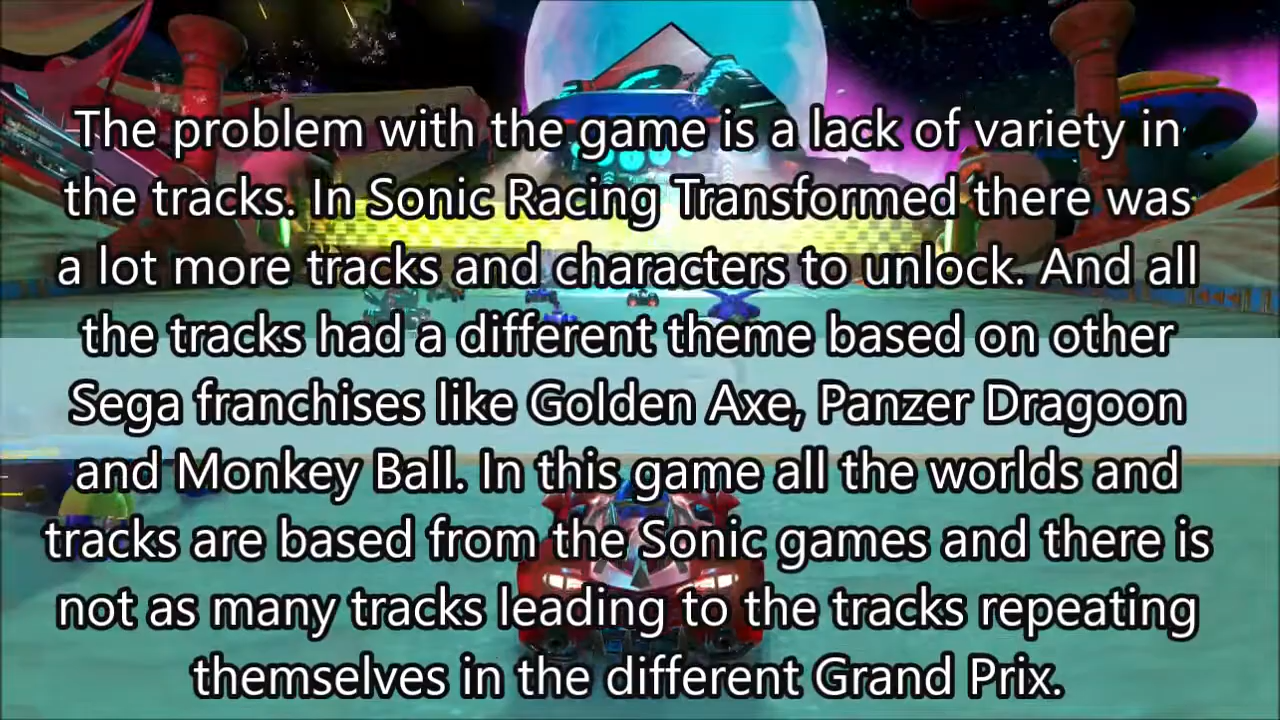 The problem with the game is a lack of variety in
the tracks. In Sonic Racing Transformed there was
a lot more tracks and characters to unlock. And all
the tracks had a different theme based on other
Sega franchises like Golden Axe, Panzer Dragoon
and Monkey Ball. In this game all the worlds and
tracks are based from the Sonic games and there is
not as many tracks leading to the tracks repeating
themselves in the different Grand Prix.